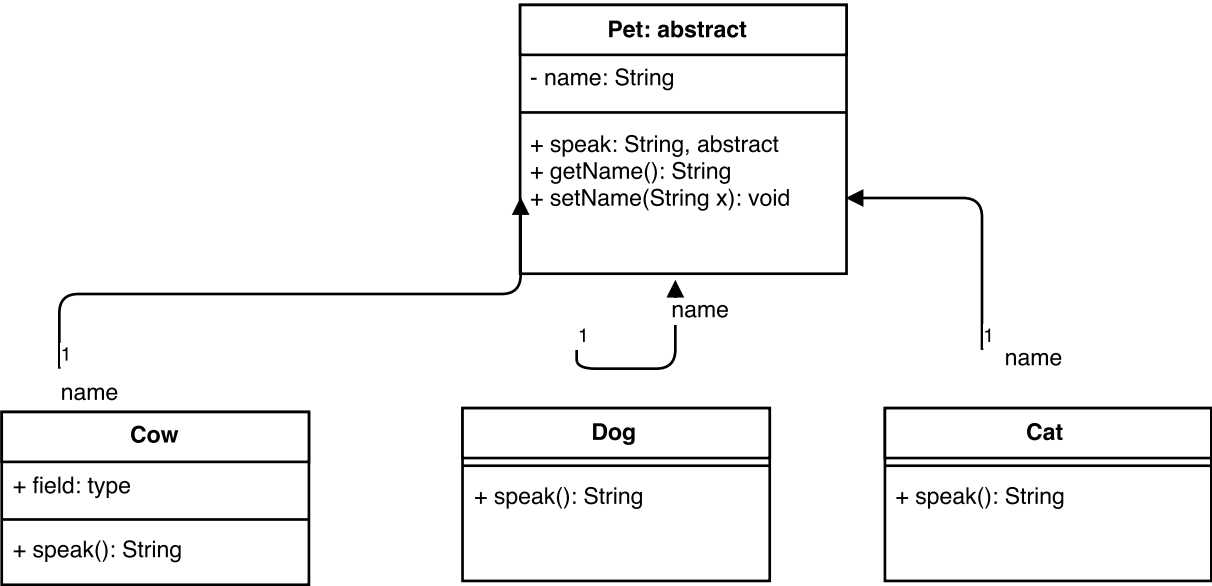 Pet: abstract
- name: String
+ speak: String, abstract
+ getName(): String
+ setName(String x): void
name
1
1
1
name
name
Cow
+ field: type
+ speak(): String
Dog
+ speak(): String
Cat
+ speak(): String